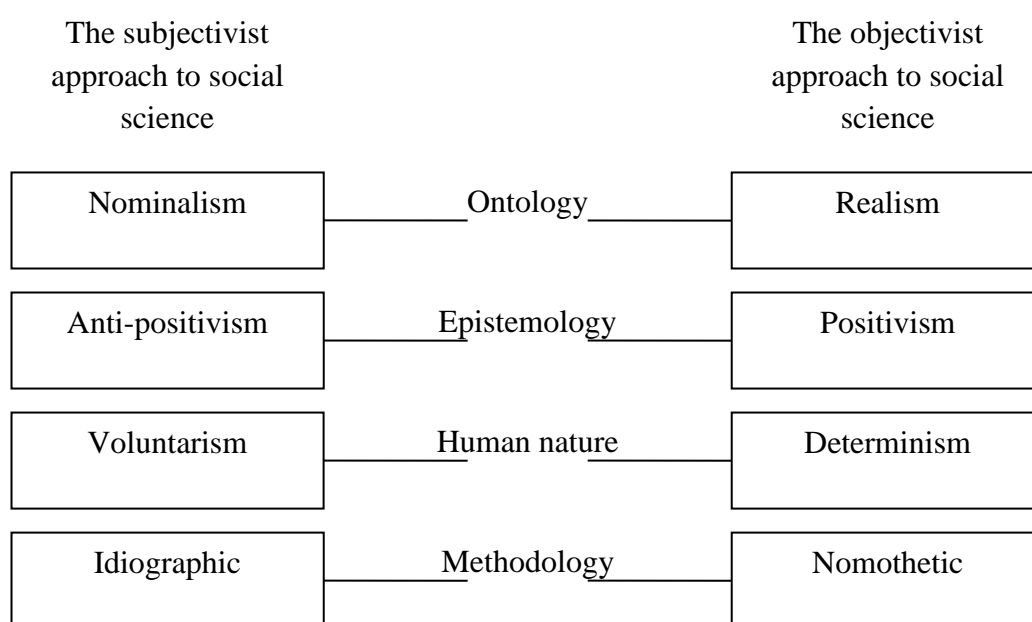 The subjectivist
approach to social
science
The objectivist
approach to social
science
Nominalism
Ontology
Realism
Anti-positivism
Epistemology
Positivism
Voluntarism
Human nature
Determinism
Idiographic
Methodology
Nomothetic